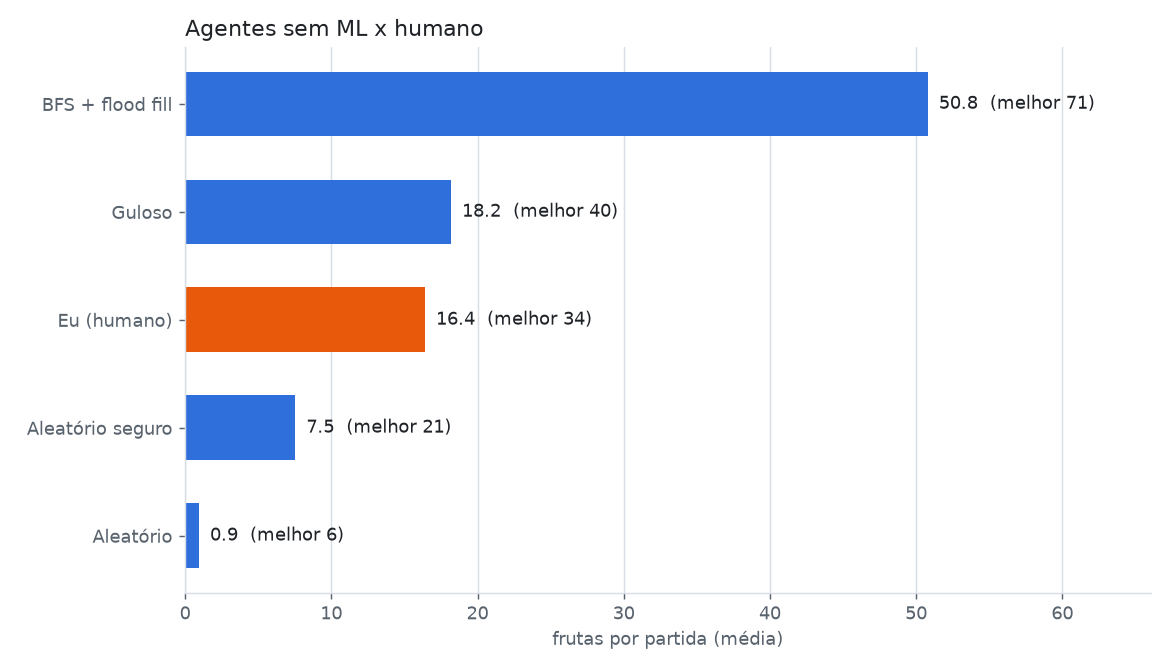 Agentes sem ML x humano
BFS + flood fill
50.8  (melhor 71)
Guloso
18.2  (melhor 40)
Eu (humano)
16.4  (melhor 34)
Aleatório seguro
7.5  (melhor 21)
Aleatório
0.9  (melhor 6)
0 10 20 30 40 50 60
frutas por partida (média)